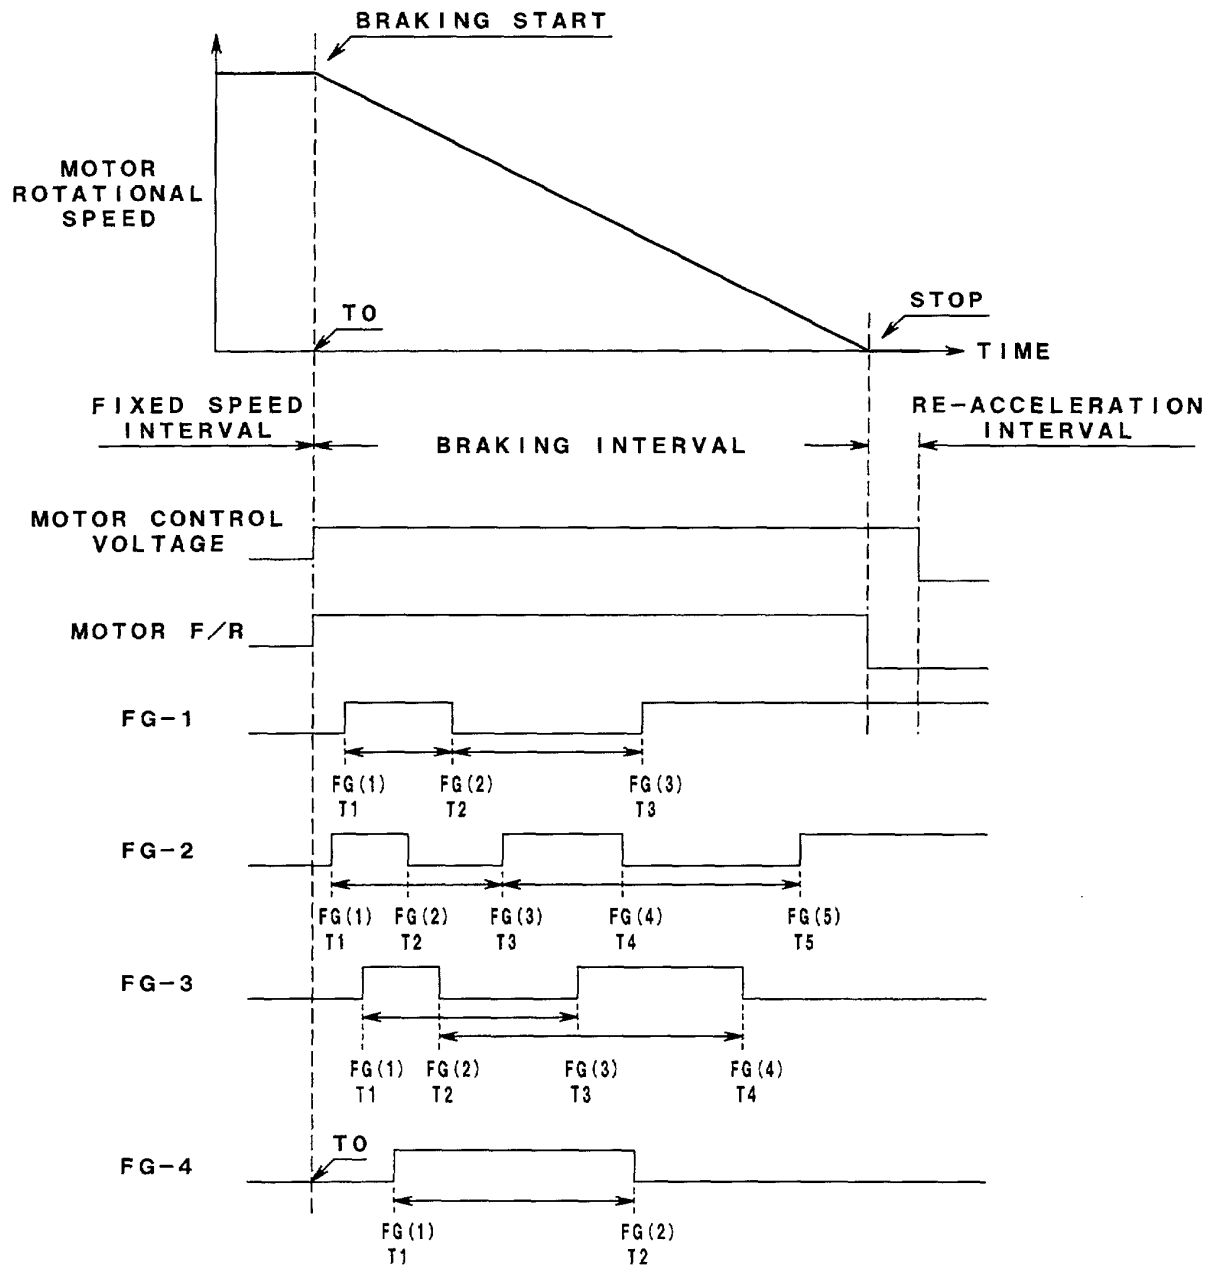 BRAKING START
MOTOR
ROTATIONAL
SPEED
T0
STOP
TIME
FIXED SPEED
INTERVAL
BRAKING INTERVAL
RE-ACCELERATION
INTERVAL
MOTOR CONTROL
VOLTAGE
MOTOR F/R
FG-1
FG(1) FG(2) FG(3)
T1 T2 T3
FG-2
FG(1) FG(2) FG(3) FG(4) FG(5)
T1 T2 T3 T4 T5
FG-3
FG(1) FG(2) FG(3) FG(4)
T1 T2 T3 T4
T0
FG-4
FG(1) FG(2)
T1 T2